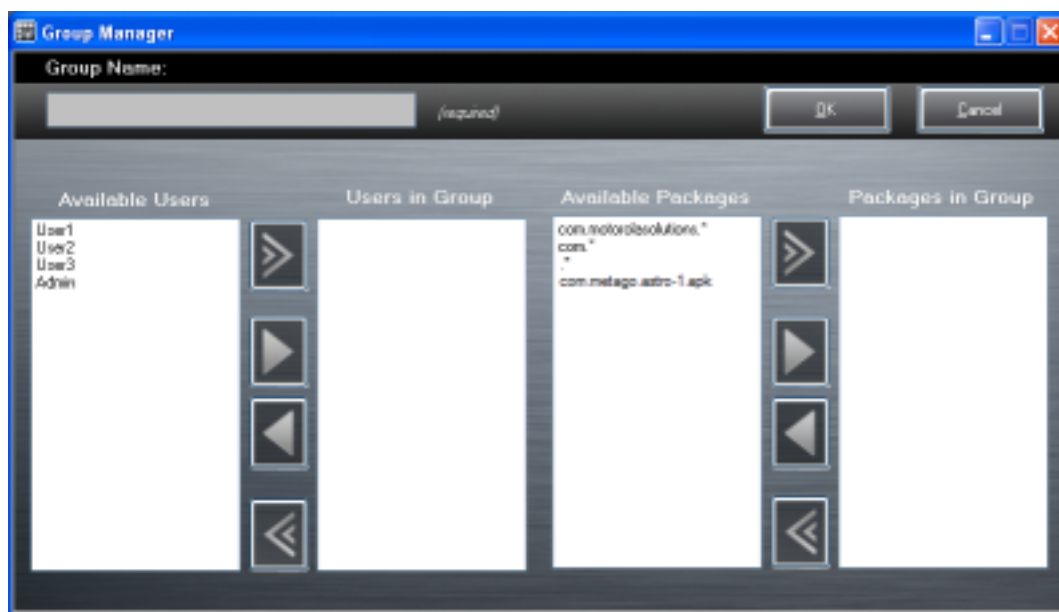 Group Manager
Group Name:
(required)
OK
Cancel
Available Users
Users in Group
Available Packages
Packages in Group
User1
User2
User3
Admin
com.motorolasolutions.*
com.*
.*
com.metago.astro-1.apk